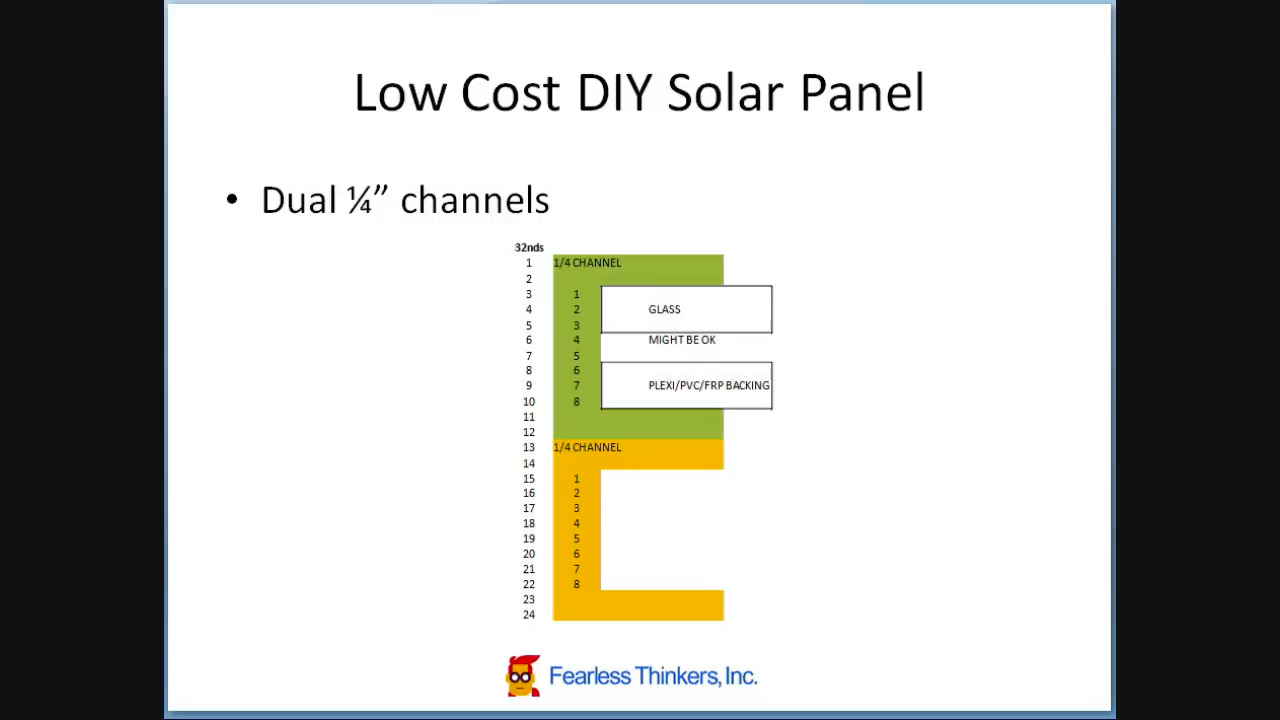 Low Cost DIY Solar Panel
• Dual ¼” channels
32nds
1 1/4 CHANNEL
2
3 1
4 2 GLASS
5 3
6 4 MIGHT BE OK
7 5
8 6
9 7 PLEXI/PVC/FRP BACKING
10 8
11
12
13 1/4 CHANNEL
14
15 1
16 2
17 3
18 4
19 5
20 6
21 7
22 8
23
24
Fearless Thinkers, Inc.